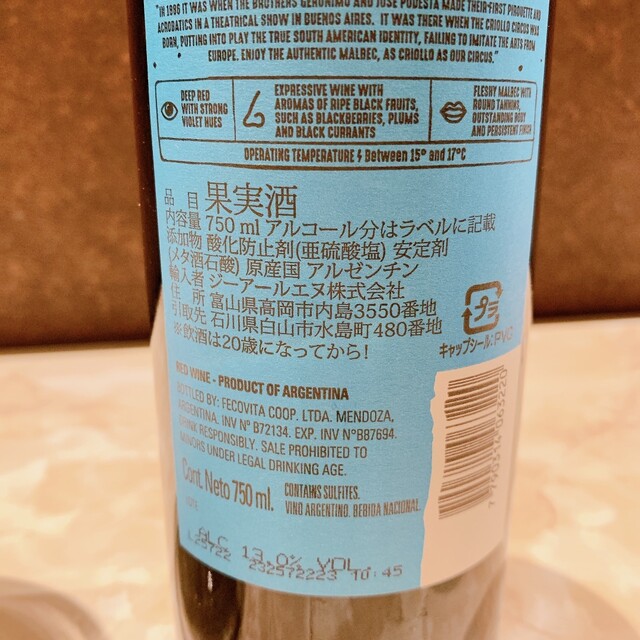 "IN 1986 IT WAS WHEN THE BROTHERS GERONIMO AND JOSE PODESTA MADE THEIR FIRST PIROUETTE AND
ACROBATICS IN A THEATRICAL SHOW IN BUENOS AIRES. IT WAS THERE WHEN THE CRIOLLO CIRCUS WAS
BORN, PUTTING INTO PLAY THE TRUE SOUTH AMERICAN IDENTITY, FAILING TO IMITATE THE ARTS FROM
EUROPE. ENJOY THE AUTHENTIC MALBEC, AS CRIOLLO AS OUR CIRCUS."
DEEP RED
WITH STRONG
VIOLET HUES
EXPRESSIVE WINE WITH
AROMAS OF RIPE BLACK FRUITS,
SUCH AS BLACKBERRIES, PLUMS
AND BLACK CURRANTS
FLESHY MALBEC WITH
ROUND TANNINS,
OUTSTANDING BODY
AND PERSISTENT FINISH
OPERATING TEMPERATURE Between 15° and 17°C
品 目 果実酒
内容量 750 ml アルコール分はラベルに記載
添加物 酸化防止剤(亜硫酸塩) 安定剤
(メタ酒石酸) 原産国 アルゼンチン
輸入者 ジーアールエヌ株式会社
住 所 富山県高岡市内島3550番地
引取先 石川県白山市水島町480番地
※飲酒は20歳になってから!
プラ
キャップシール:PVC
RED WINE - PRODUCT OF ARGENTINA
BOTTLED BY: FECOVITA COOP. LTDA. MENDOZA,
ARGENTINA. INV N° B72134. EXP. INV N°B87694.
DRINK RESPONSIBLY. SALE PROHIBITED TO
MINORS UNDER LEGAL DRINKING AGE.
Cont. Neto 750 ml.
CONTAINS SULFITES.
VINO ARGENTINO. BEBIDA NACIONAL.
ALC 13.0% VOL.